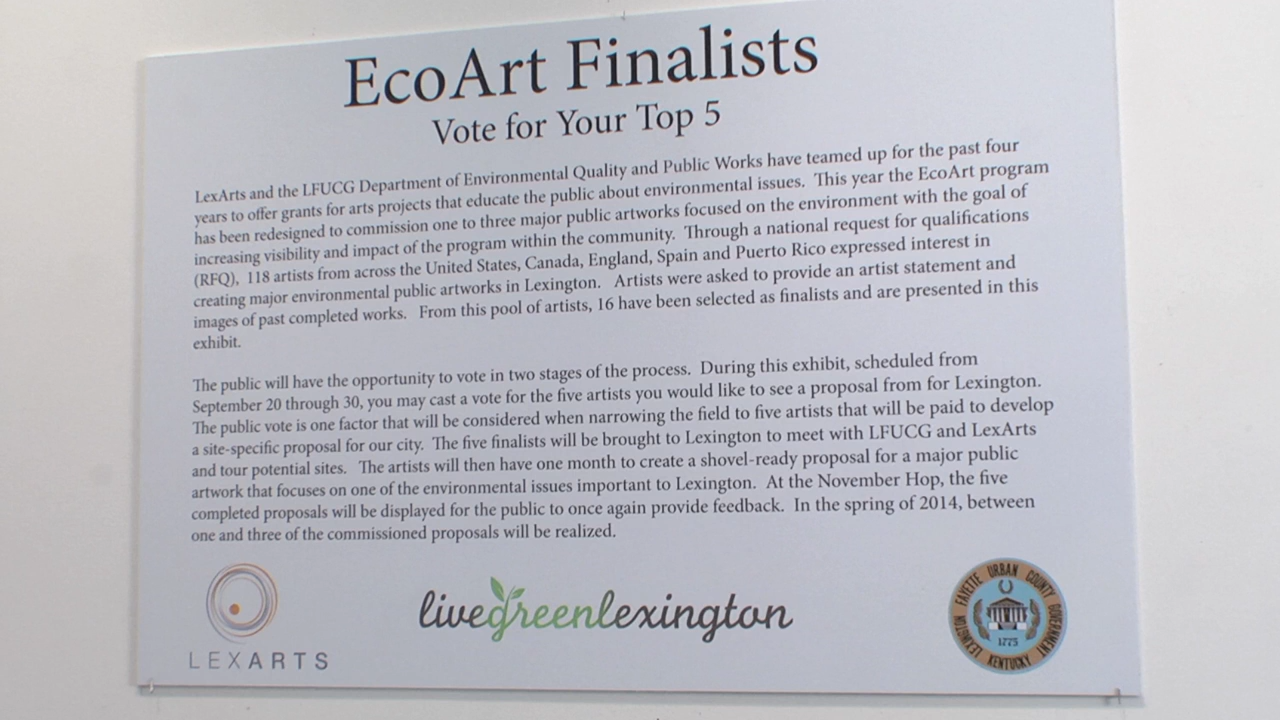 EcoArt Finalists
Vote for Your Top 5
LexArts and the LFUCG Department of Environmental Quality and Public Works have teamed up for the past four
years to offer grants for arts projects that educate the public about environmental issues. This year the EcoArt program
has been redesigned to commission one to three major public artworks focused on the environment with the goal of
increasing visibility and impact of the program within the community. Through a national request for qualifications
(RFQ), 118 artists from across the United States, Canada, England, Spain and Puerto Rico expressed interest in
creating major environmental public artworks in Lexington. Artists were asked to provide an artist statement and
images of past completed works. From this pool of artists, 16 have been selected as finalists and are presented in this
exhibit.
The public will have the opportunity to vote in two stages of the process. During this exhibit, scheduled from
September 20 through 30, you may cast a vote for the five artists you would like to see a proposal from for Lexington.
The public vote is one factor that will be considered when narrowing the field to five artists that will be paid to develop
a site-specific proposal for our city. The five finalists will be brought to Lexington to meet with LFUCG and LexArts
and tour potential sites. The artists will then have one month to create a shovel-ready proposal for a major public
artwork that focuses on one of the environmental issues important to Lexington. At the November Hop, the five
completed proposals will be displayed for the public to once again provide feedback. In the spring of 2014, between
one and three of the commissioned proposals will be realized.
LEXARTS
livegreenlexington
LEXINGTON FAYETTE URBAN COUNTY GOVERNMENT
1775
KENTUCKY